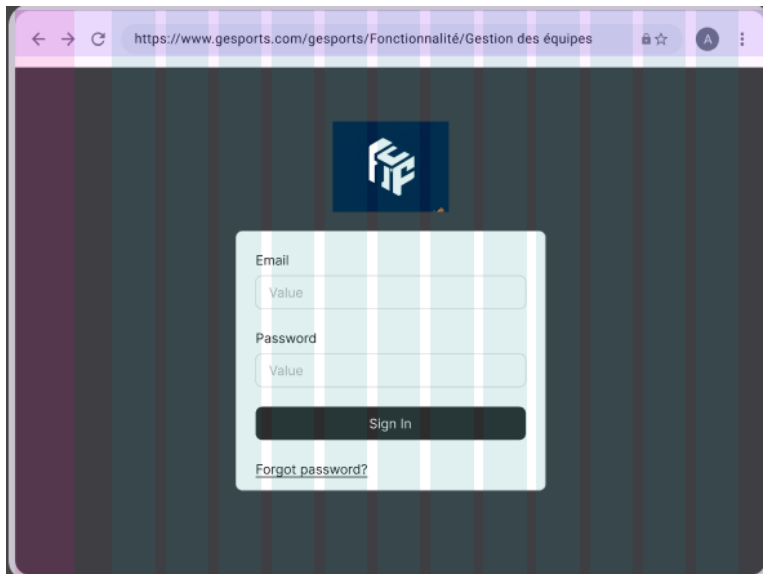 https://www.gesports.com/gesports/Fonctionnalité/Gestion des équipes
A
Email
Value
Password
Value
Sign In
Forgot password?